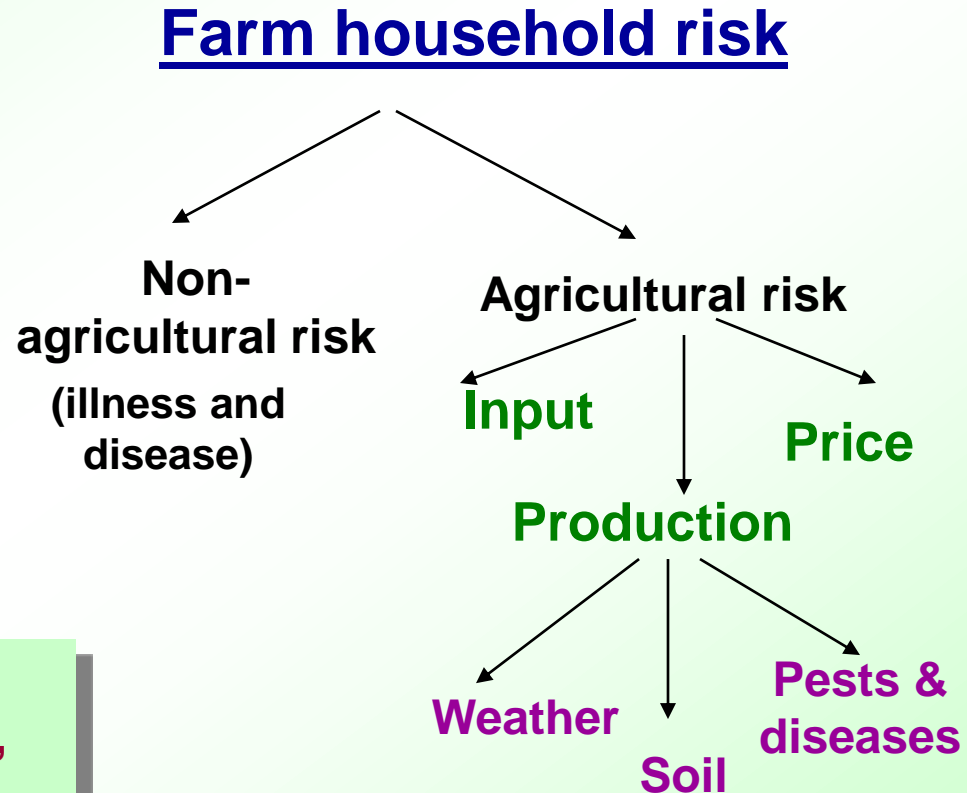 Farm household risk
Non-
agricultural risk
(illness and
disease)
Agricultural risk
Input
Price
Production
Weather
Soil
Pests &
diseases